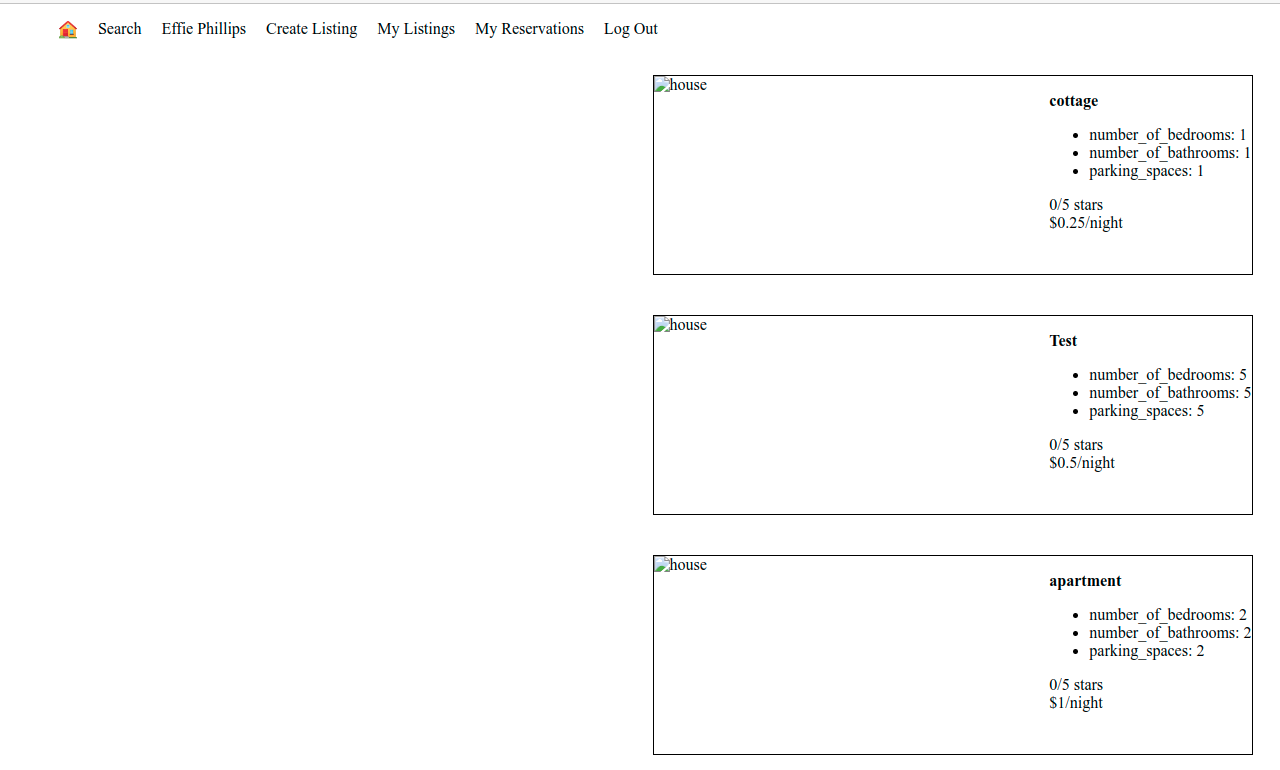 Search Effie Phillips Create Listing My Listings My Reservations Log Out
house
cottage
number_of_bedrooms: 1
number_of_bathrooms: 1
parking_spaces: 1
0/5 stars
$0.25/night
house
Test
number_of_bedrooms: 5
number_of_bathrooms: 5
parking_spaces: 5
0/5 stars
$0.5/night
house
apartment
number_of_bedrooms: 2
number_of_bathrooms: 2
parking_spaces: 2
0/5 stars
$1/night